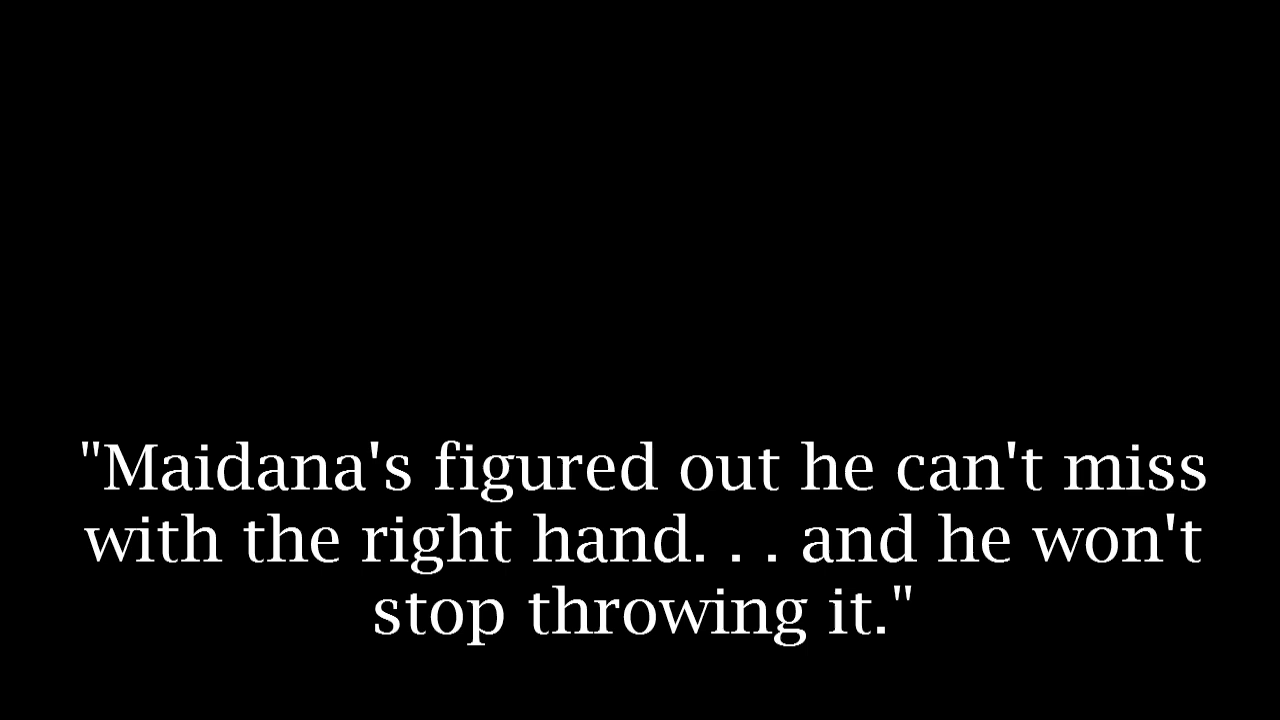 "Maidana's figured out he can't miss
with the right hand. . . and he won't
stop throwing it."